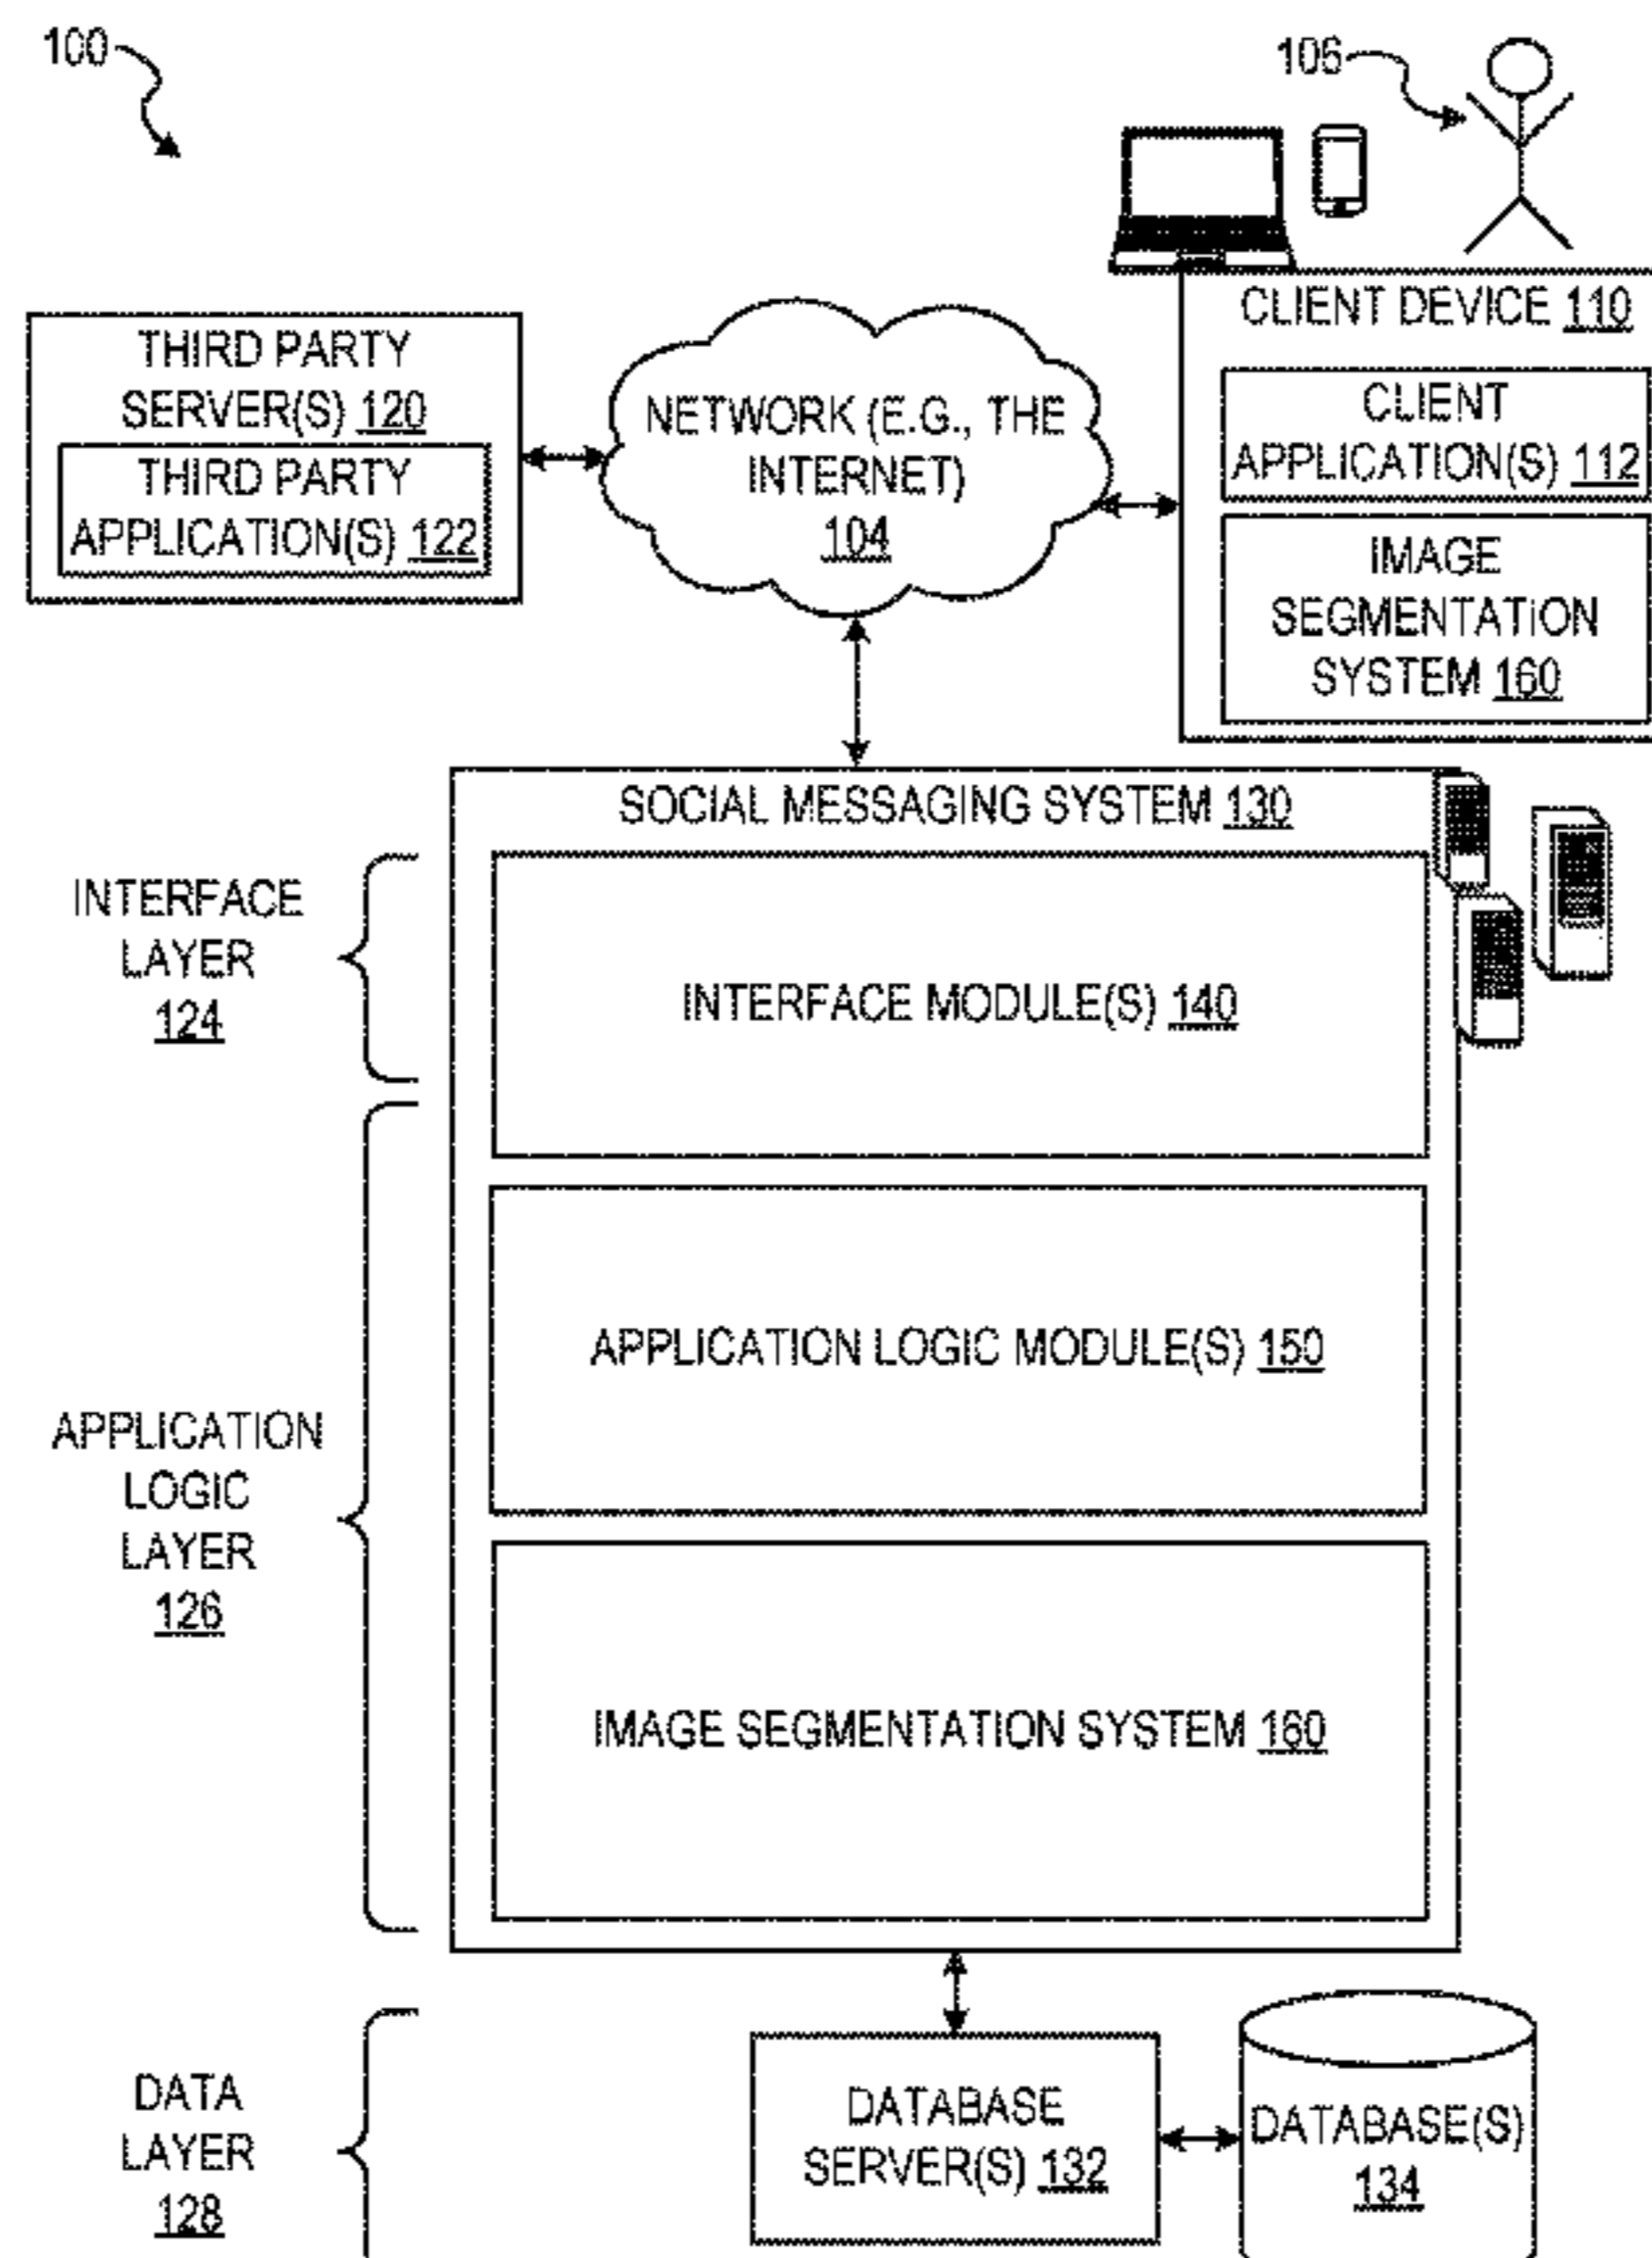 100
106
CLIENT DEVICE 110
THIRD PARTY
SERVER(S) 120
THIRD PARTY
APPLICATION(S) 122
NETWORK (E.G., THE
INTERNET)
104
CLIENT
APPLICATION(S) 112
IMAGE
SEGMENTATION
SYSTEM 160
SOCIAL MESSAGING SYSTEM 130
INTERFACE
LAYER
124
INTERFACE MODULE(S) 140
APPLICATION LOGIC MODULE(S) 150
APPLICATION
LOGIC
LAYER
126
IMAGE SEGMENTATION SYSTEM 160
DATA
LAYER
128
DATABASE
SERVER(S) 132
DATABASE(S)
134